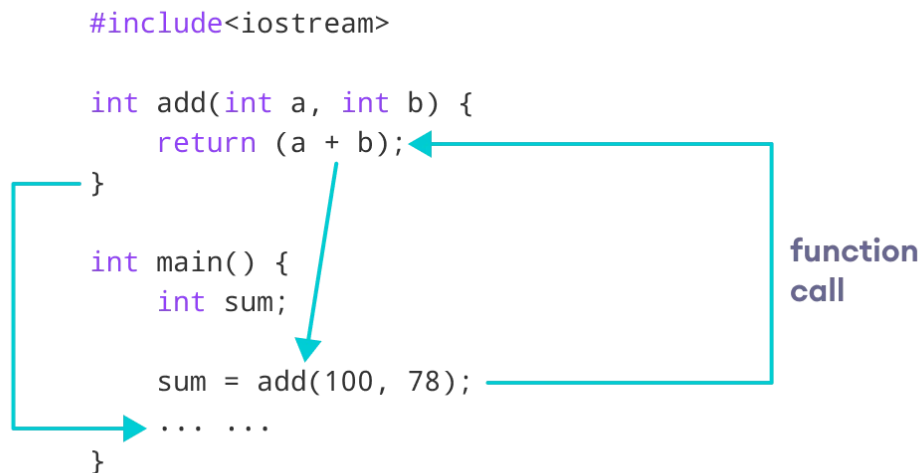 #include<iostream>
int add(int a, int b) {
return (a + b);
}
int main() {
int sum;
sum = add(100, 78);
... ...
}
function
call